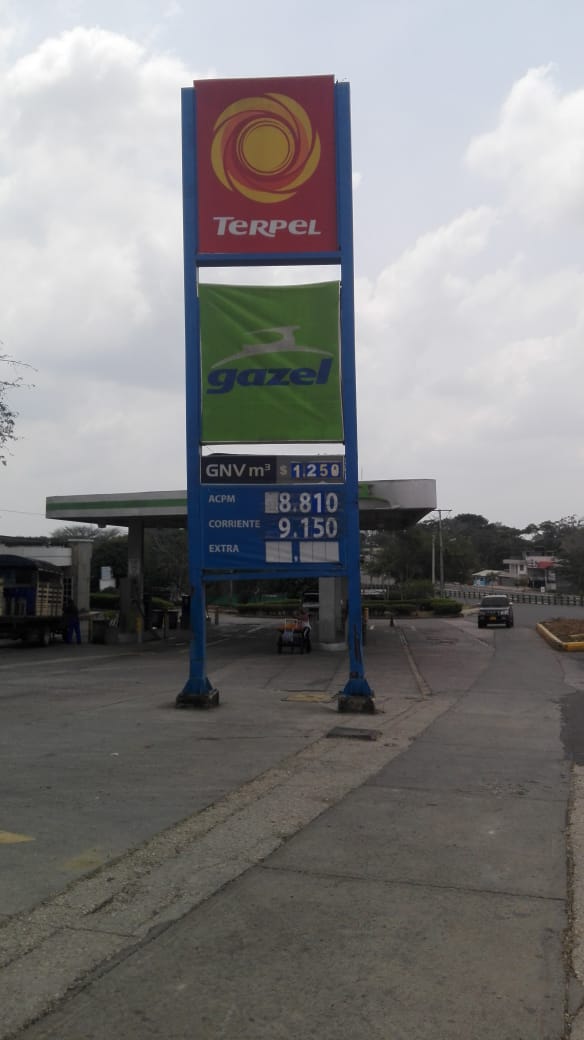 TERPEL
gazel
GNV m³ $ 1.250
ACPM 8.810
CORRIENTE 9.150
EXTRA .